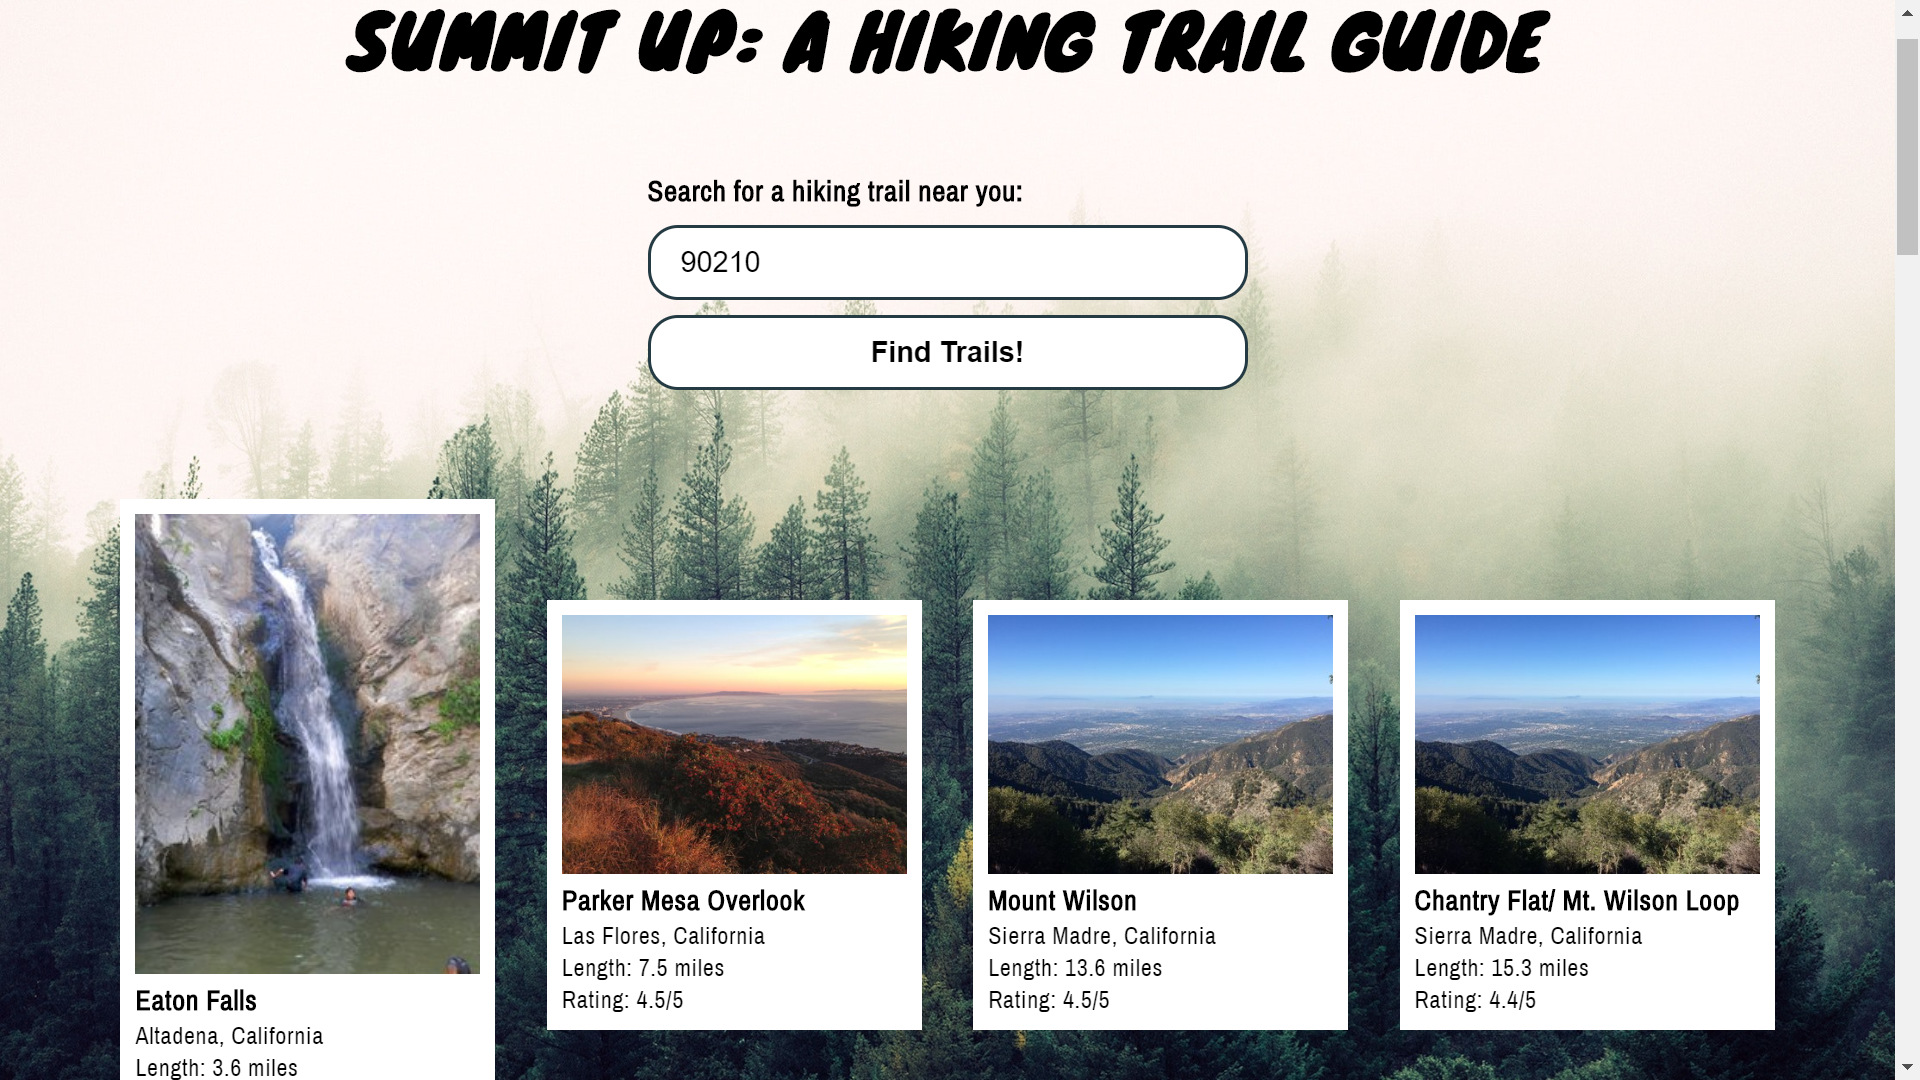 SUMMIT UP: A HIKING TRAIL GUIDE
Search for a hiking trail near you:
90210
Find Trails!
Eaton Falls
Altadena, California
Length: 3.6 miles
Parker Mesa Overlook
Las Flores, California
Length: 7.5 miles
Rating: 4.5/5
Mount Wilson
Sierra Madre, California
Length: 13.6 miles
Rating: 4.5/5
Chantry Flat/ Mt. Wilson Loop
Sierra Madre, California
Length: 15.3 miles
Rating: 4.4/5